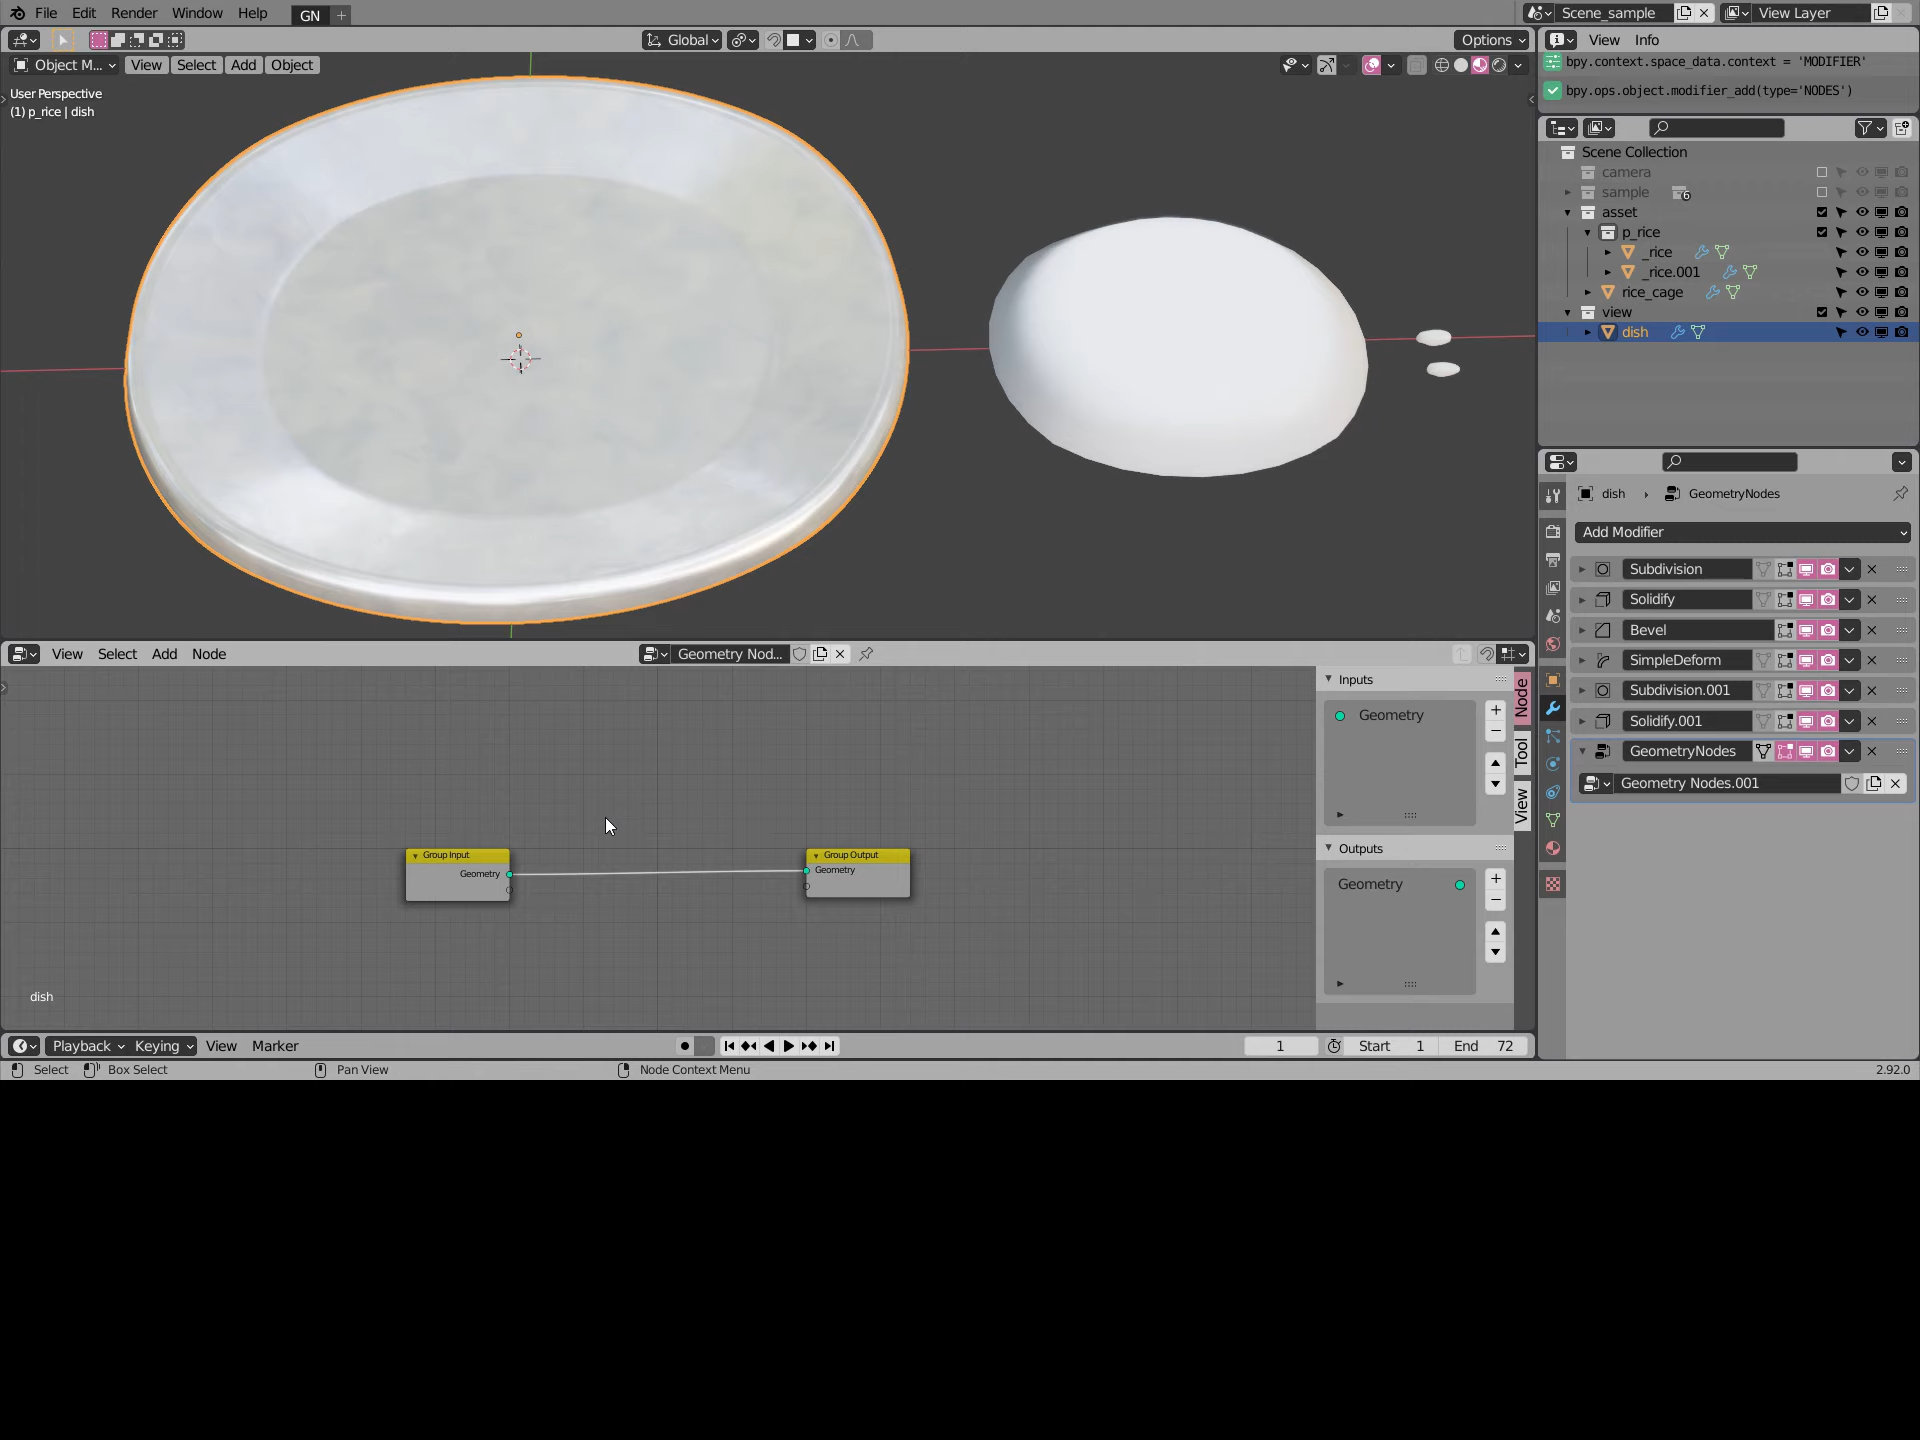 File Edit Render Window Help GN Scene_sample View Layer
Global Options View Info
Object M... View Select Add Object
User Perspective
(1) p_rice | dish
bpy.context.space_data.context = 'MODIFIER'
bpy.ops.object.modifier_add(type='NODES')
Scene Collection
camera
sample 6
asset
p_rice
_rice
_rice.001
rice_cage
view
dish
dish GeometryNodes
Add Modifier
Subdivision
Solidify
Bevel
SimpleDeform
Subdivision.001
Solidify.001
GeometryNodes
Geometry Nodes.001
View Select Add Node Geometry Nod...
Inputs
Geometry
Outputs
Geometry
Node
Tool
View
Group Input
Geometry
Group Output
Geometry
dish
Playback Keying View Marker 1 Start 1 End 72
Select Box Select Pan View Node Context Menu 2.92.0